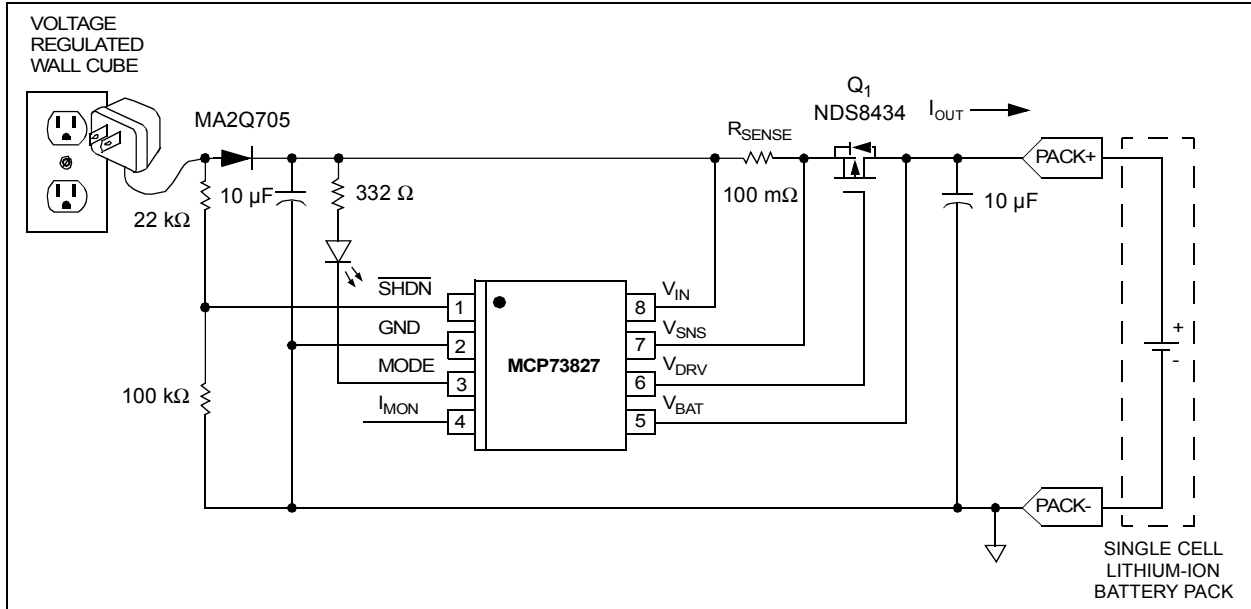 VOLTAGE
REGULATED
WALL CUBE
MA2Q705
Q1
NDS8434
IOUT
RSENSE
100 mΩ
PACK+
10 µF
22 kΩ
332 Ω
10 µF
SHDN
GND
MODE
IMON
1
2
3
4
MCP73827
8
7
6
5
VIN
VSNS
VDRV
VBAT
100 kΩ
+
-
PACK-
SINGLE CELL
LITHIUM-ION
BATTERY PACK